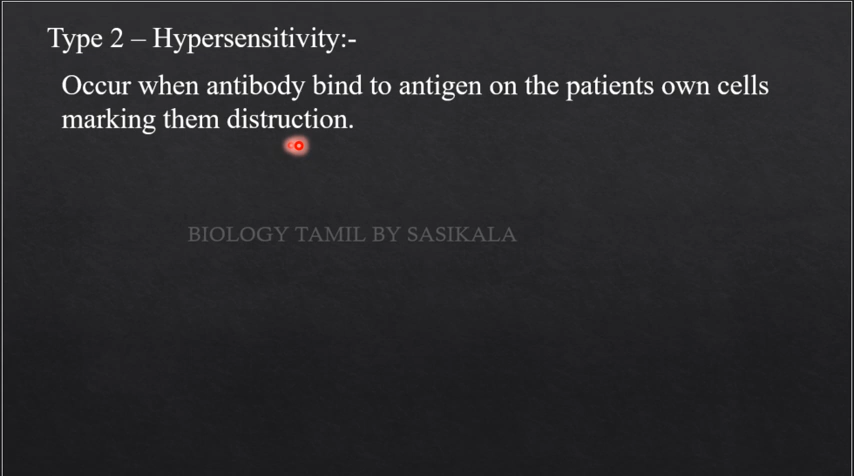 Type 2 – Hypersensitivity:-
Occur when antibody bind to antigen on the patients own cells
marking them distruction.
BIOLOGY TAMIL BY SASIKALA